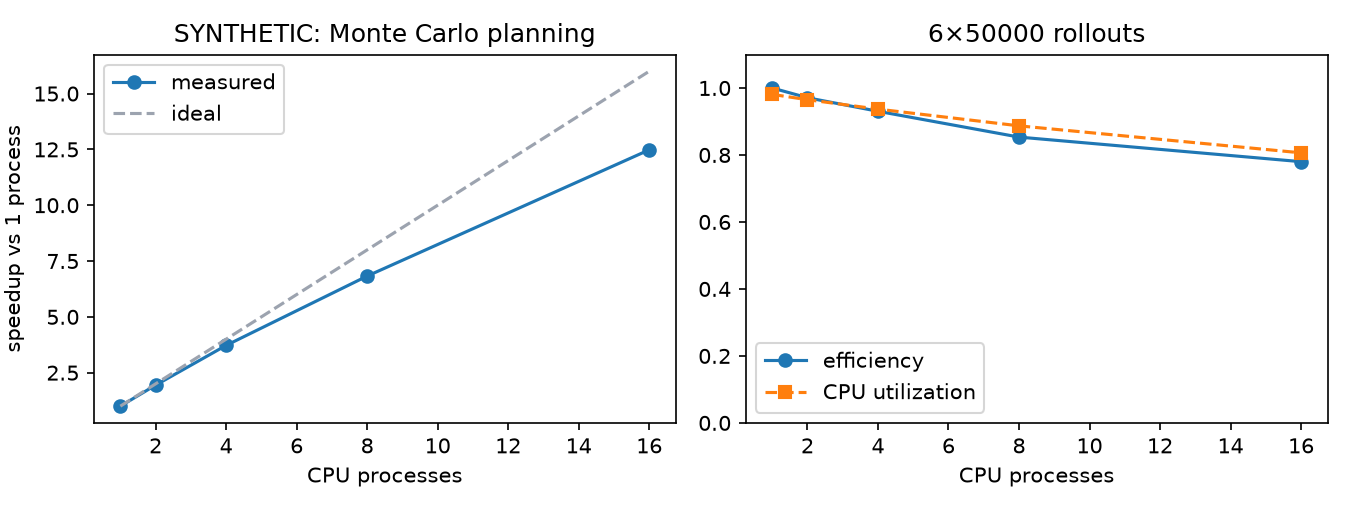 SYNTHETIC: Monte Carlo planning
measured
ideal
speedup vs 1 process
15.0
12.5
10.0
7.5
5.0
2.5
2 4 6 8 10 12 14 16
CPU processes
6×50000 rollouts
1.0
0.8
0.6
0.4
0.2
0.0
efficiency
CPU utilization
2 4 6 8 10 12 14 16
CPU processes